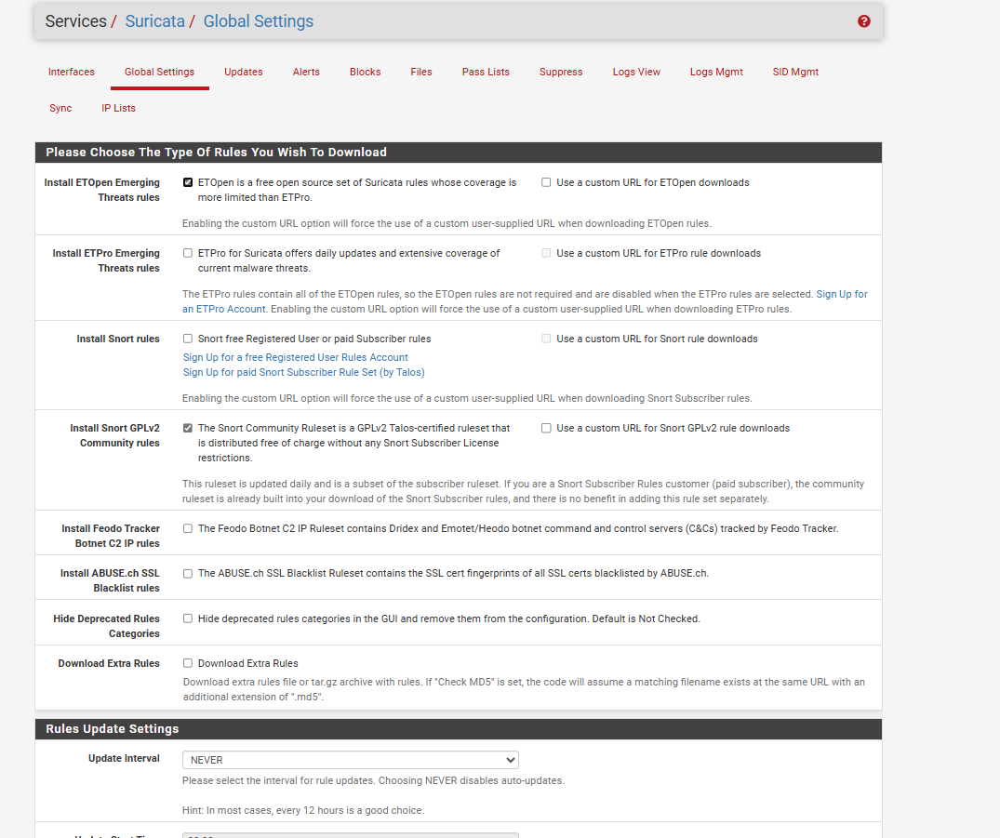 Services / Suricata / Global Settings
Interfaces Global Settings Updates Alerts Blocks Files Pass Lists Suppress Logs View Logs Mgmt SID Mgmt
Sync IP Lists
Please Choose The Type Of Rules You Wish To Download
Install ETOpen Emerging
Threats rules
ETOpen is a free open source set of Suricata rules whose coverage is
more limited than ETPro.
Use a custom URL for ETOpen downloads
Enabling the custom URL option will force the use of a custom user-supplied URL when downloading ETOpen rules.
Install ETPro Emerging
Threats rules
ETPro for Suricata offers daily updates and extensive coverage of
current malware threats.
Use a custom URL for ETPro rule downloads
The ETPro rules contain all of the ETOpen rules, so the ETOpen rules are not required and are disabled when the ETPro rules are selected. Sign Up for
an ETPro Account. Enabling the custom URL option will force the use of a custom user-supplied URL when downloading ETPro rules.
Install Snort rules
Snort free Registered User or paid Subscriber rules
Use a custom URL for Snort rule downloads
Sign Up for a free Registered User Rules Account
Sign Up for paid Snort Subscriber Rule Set (by Talos)
Enabling the custom URL option will force the use of a custom user-supplied URL when downloading Snort Subscriber rules.
Install Snort GPLv2
Community rules
The Snort Community Ruleset is a GPLv2 Talos-certified ruleset that
is distributed free of charge without any Snort Subscriber License
restrictions.
Use a custom URL for Snort GPLv2 rule downloads
This ruleset is updated daily and is a subset of the subscriber ruleset. If you are a Snort Subscriber Rules customer (paid subscriber), the community
ruleset is already built into your download of the Snort Subscriber rules, and there is no benefit in adding this rule set separately.
Install Feodo Tracker
Botnet C2 IP rules
The Feodo Botnet C2 IP Ruleset contains Dridex and Emotet/Heodo botnet command and control servers (C&Cs) tracked by Feodo Tracker.
Install ABUSE.ch SSL
Blacklist rules
The ABUSE.ch SSL Blacklist Ruleset contains the SSL cert fingerprints of all SSL certs blacklisted by ABUSE.ch.
Hide Deprecated Rules
Categories
Hide deprecated rules categories in the GUI and remove them from the configuration. Default is Not Checked.
Download Extra Rules
Download Extra Rules
Download extra rules file or tar.gz archive with rules. If "Check MD5" is set, the code will assume a matching filename exists at the same URL with an
additional extension of ".md5".
Rules Update Settings
Update Interval
NEVER
Please select the interval for rule updates. Choosing NEVER disables auto-updates.
Hint: In most cases, every 12 hours is a good choice.